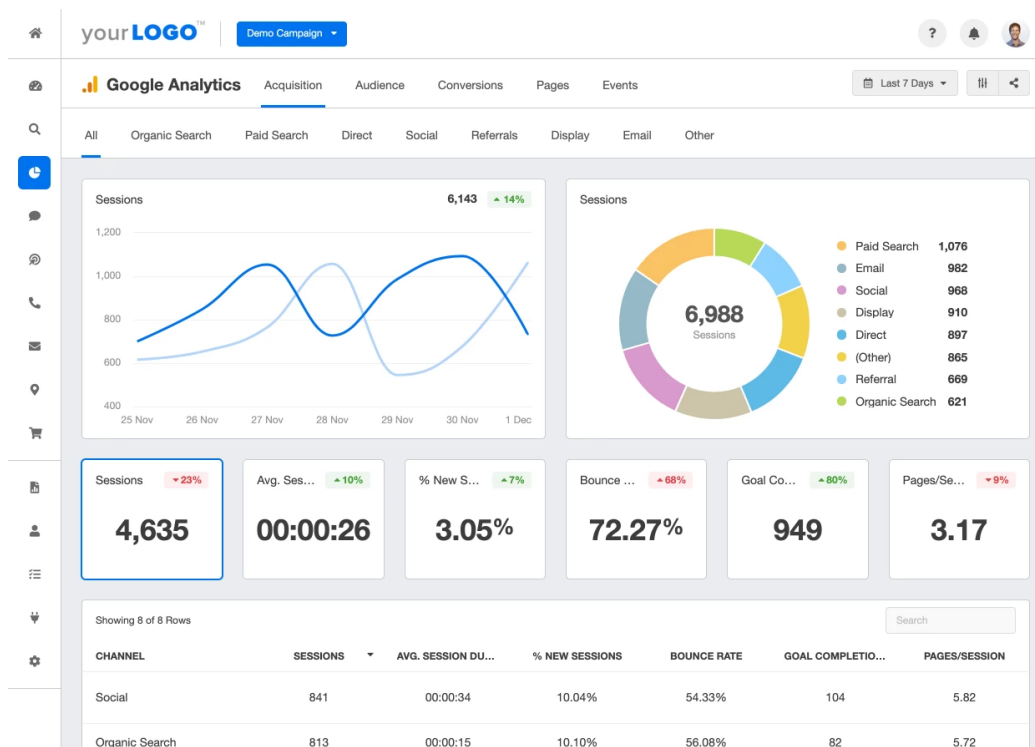 yourLOGO™
Demo Campaign
?
Google Analytics
Acquisition
Audience
Conversions
Pages
Events
Last 7 Days
All
Organic Search
Paid Search
Direct
Social
Referrals
Display
Email
Other
Sessions
6,143
14%
1,200
1,000
800
600
400
25 Nov
26 Nov
27 Nov
28 Nov
29 Nov
30 Nov
1 Dec
Sessions
6,988
Sessions
Paid Search 1,076
Email 982
Social 968
Display 910
Direct 897
(Other) 865
Referral 669
Organic Search 621
Sessions 23%
4,635
Avg. Ses... 10%
00:00:26
% New S... 7%
3.05%
Bounce ... 68%
72.27%
Goal Co... 80%
949
Pages/Se... 9%
3.17
Showing 8 of 8 Rows
Search
CHANNEL SESSIONS AVG. SESSION DU... % NEW SESSIONS BOUNCE RATE GOAL COMPLETIO... PAGES/SESSION
Social 841 00:00:34 10.04% 54.33% 104 5.82
Organic Search 813 00:00:15 10.10% 56.08% 82 5.72